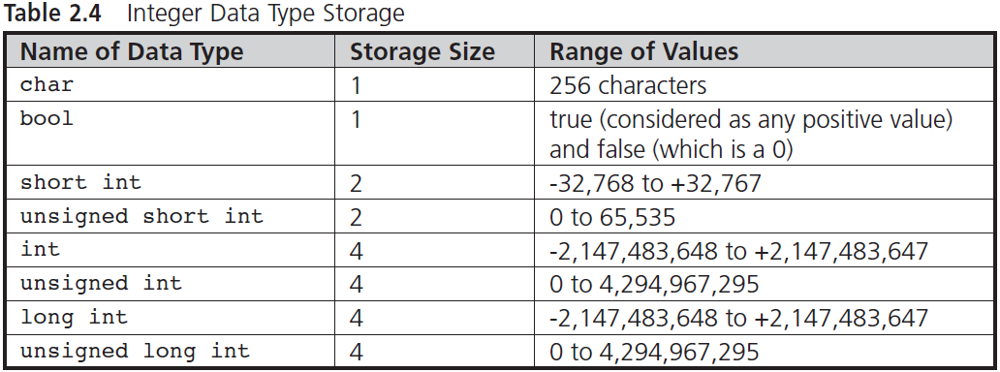 Table 2.4 Integer Data Type Storage
Name of Data Type Storage Size Range of Values
char 1 256 characters
bool 1 true (considered as any positive value)
and false (which is a 0)
short int 2 -32,768 to +32,767
unsigned short int 2 0 to 65,535
int 4 -2,147,483,648 to +2,147,483,647
unsigned int 4 0 to 4,294,967,295
long int 4 -2,147,483,648 to +2,147,483,647
unsigned long int 4 0 to 4,294,967,295